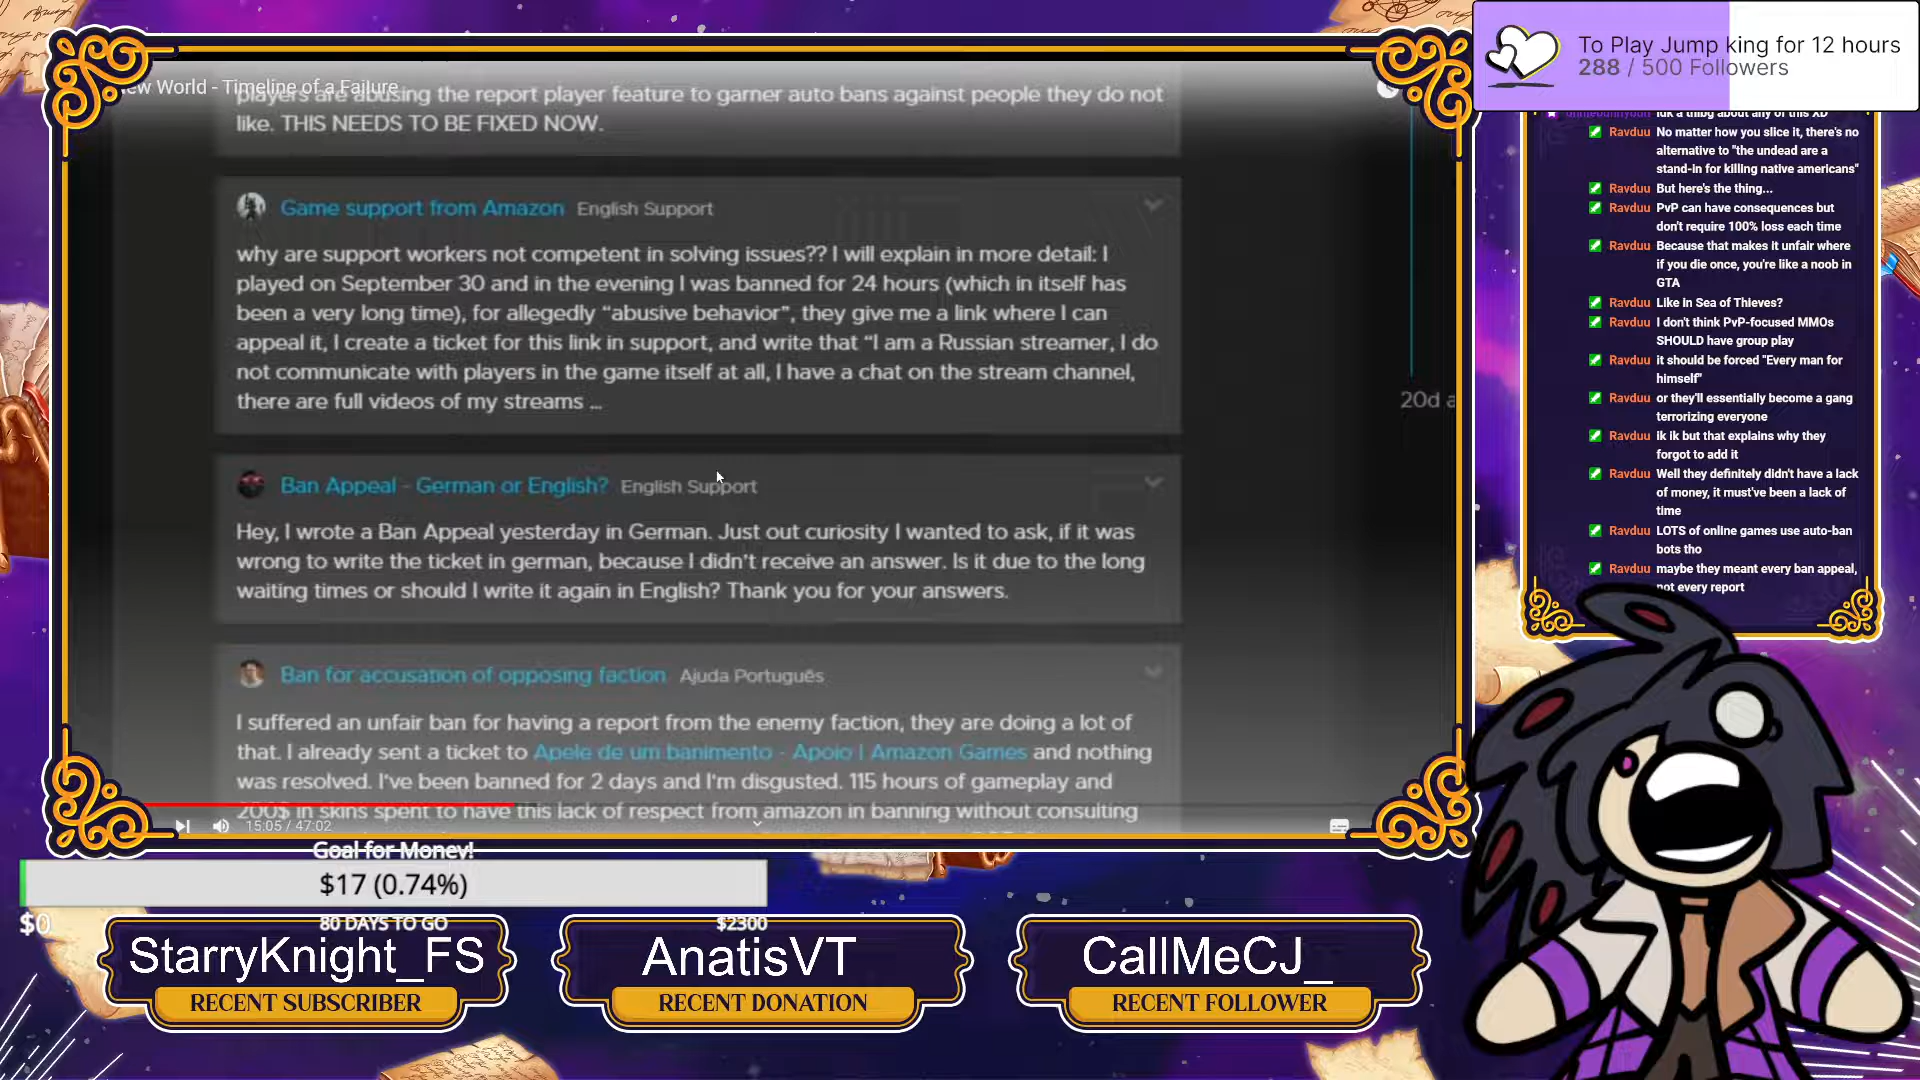 New World - Timeline of a Failure
players are abusing the report player feature to garner auto bans against people they do not
like. THIS NEEDS TO BE FIXED NOW.
Game support from Amazon English Support
why are support workers not competent in solving issues?? I will explain in more detail: I
played on September 30 and in the evening I was banned for 24 hours (which in itself has
been a very long time), for allegedly “abusive behavior”, they give me a link where I can
appeal it, I create a ticket for this link in support, and write that “I am a Russian streamer, I do
not communicate with players in the game itself at all, I have a chat on the stream channel,
there are full videos of my streams ...
20d a
Ban Appeal - German or English? English Support
Hey, I wrote a Ban Appeal yesterday in German. Just out curiosity I wanted to ask, if it was
wrong to write the ticket in german, because I didn't receive an answer. Is it due to the long
waiting times or should I write it again in English? Thank you for your answers.
Ban for accusation of opposing faction Ajuda Português
I suffered an unfair ban for having a report from the enemy faction, they are doing a lot of
that. I already sent a ticket to Apele de um banimento - Apoio | Amazon Games and nothing
was resolved. I've been banned for 2 days and I'm disgusted. 115 hours of gameplay and
200$ in skins spent to have this lack of respect from amazon in banning without consulting
15:05 / 47:02
To Play Jump king for 12 hours
288 / 500 Followers
idk a thibg about any of this XD
Ravduu No matter how you slice it, there's no
alternative to "the undead are a
stand-in for killing native americans"
Ravduu But here's the thing...
Ravduu PvP can have consequences but
don't require 100% loss each time
Ravduu Because that makes it unfair where
if you die once, you're like a noob in
GTA
Ravduu Like in Sea of Thieves?
Ravduu I don't think PvP-focused MMOs
SHOULD have group play
Ravduu it should be forced "Every man for
himself"
Ravduu or they'll essentially become a gang
terrorizing everyone
Ravduu Ik ik but that explains why they
forgot to add it
Ravduu Well they definitely didn't have a lack
of money, it must've been a lack of
time
Ravduu LOTS of online games use auto-ban
bots tho
Ravduu maybe they meant every ban appeal,
not every report
Goal for Money!
$17 (0.74%)
$0
80 DAYS TO GO
$2300
StarryKnight_FS
RECENT SUBSCRIBER
AnatisVT
RECENT DONATION
CallMeCJ_
RECENT FOLLOWER